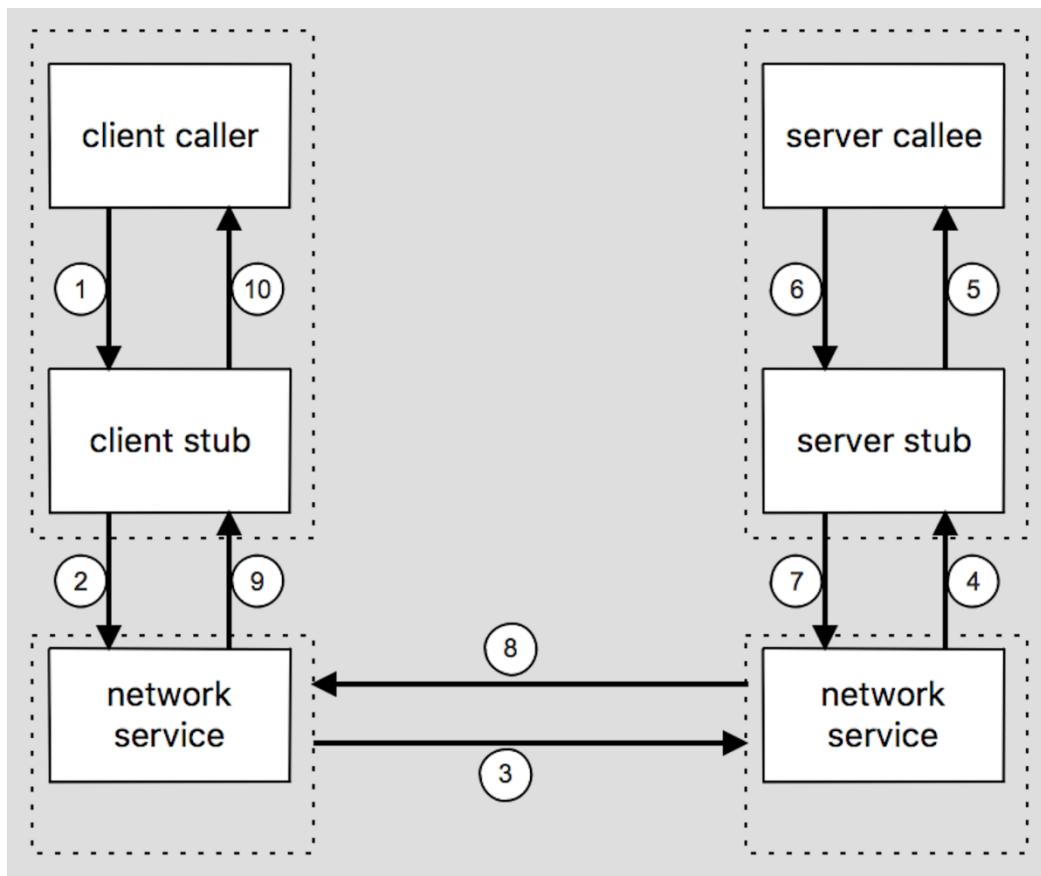 client caller
server callee
1
10
6
5
client stub
server stub
2
9
7
4
8
network
service
network
service
3